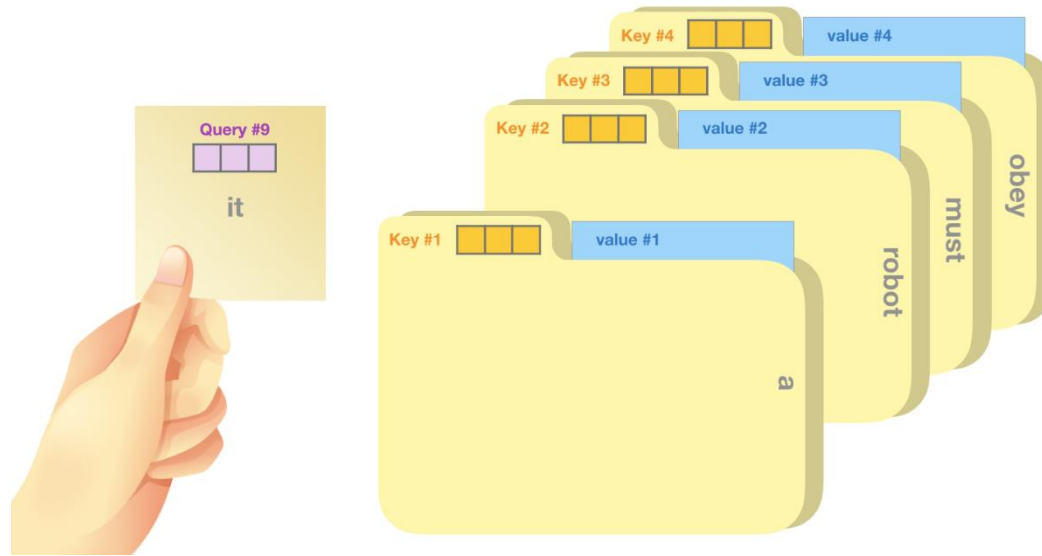 Query #9
it
Key #4
value #4
obey
Key #3
value #3
must
Key #2
value #2
robot
Key #1
value #1
a